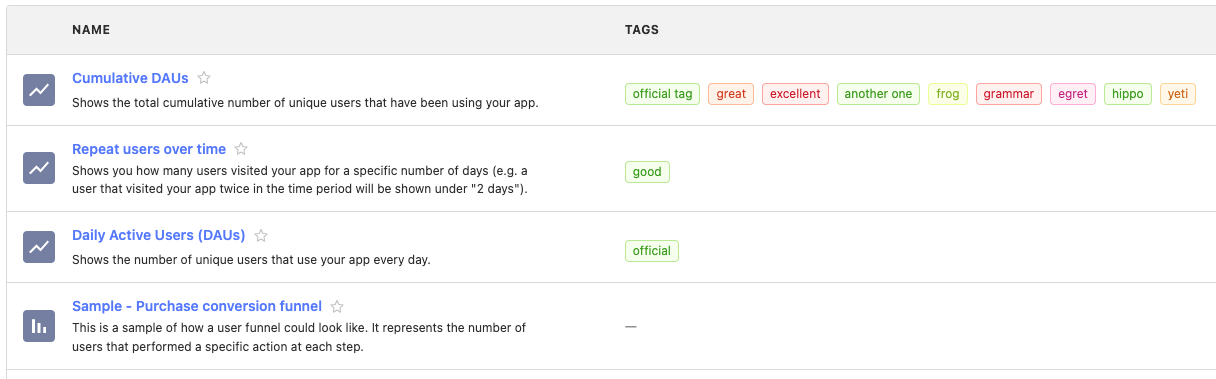 NAME TAGS
Cumulative DAUs
Shows the total cumulative number of unique users that have been using your app.
official tag great excellent another one frog grammar egret hippo yeti
Repeat users over time
Shows you how many users visited your app for a specific number of days (e.g. a
user that visited your app twice in the time period will be shown under "2 days").
good
Daily Active Users (DAUs)
Shows the number of unique users that use your app every day.
official
Sample - Purchase conversion funnel
This is a sample of how a user funnel could look like. It represents the number of
users that performed a specific action at each step.
—